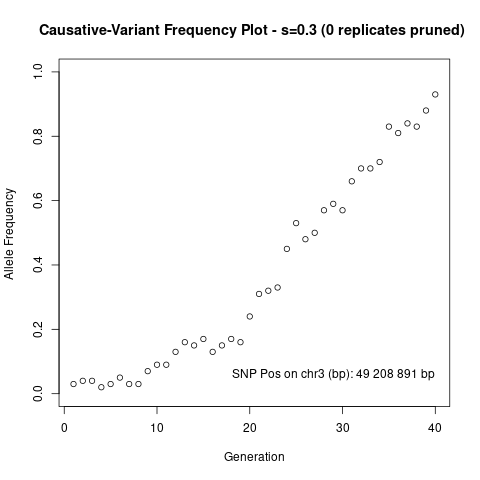 Causative-Variant Frequency Plot - s=0.3 (0 replicates pruned)
1.0
0.8
0.6
0.4
0.2
0.0
Allele Frequency
SNP Pos on chr3 (bp): 49 208 891 bp
0 10 20 30 40
Generation